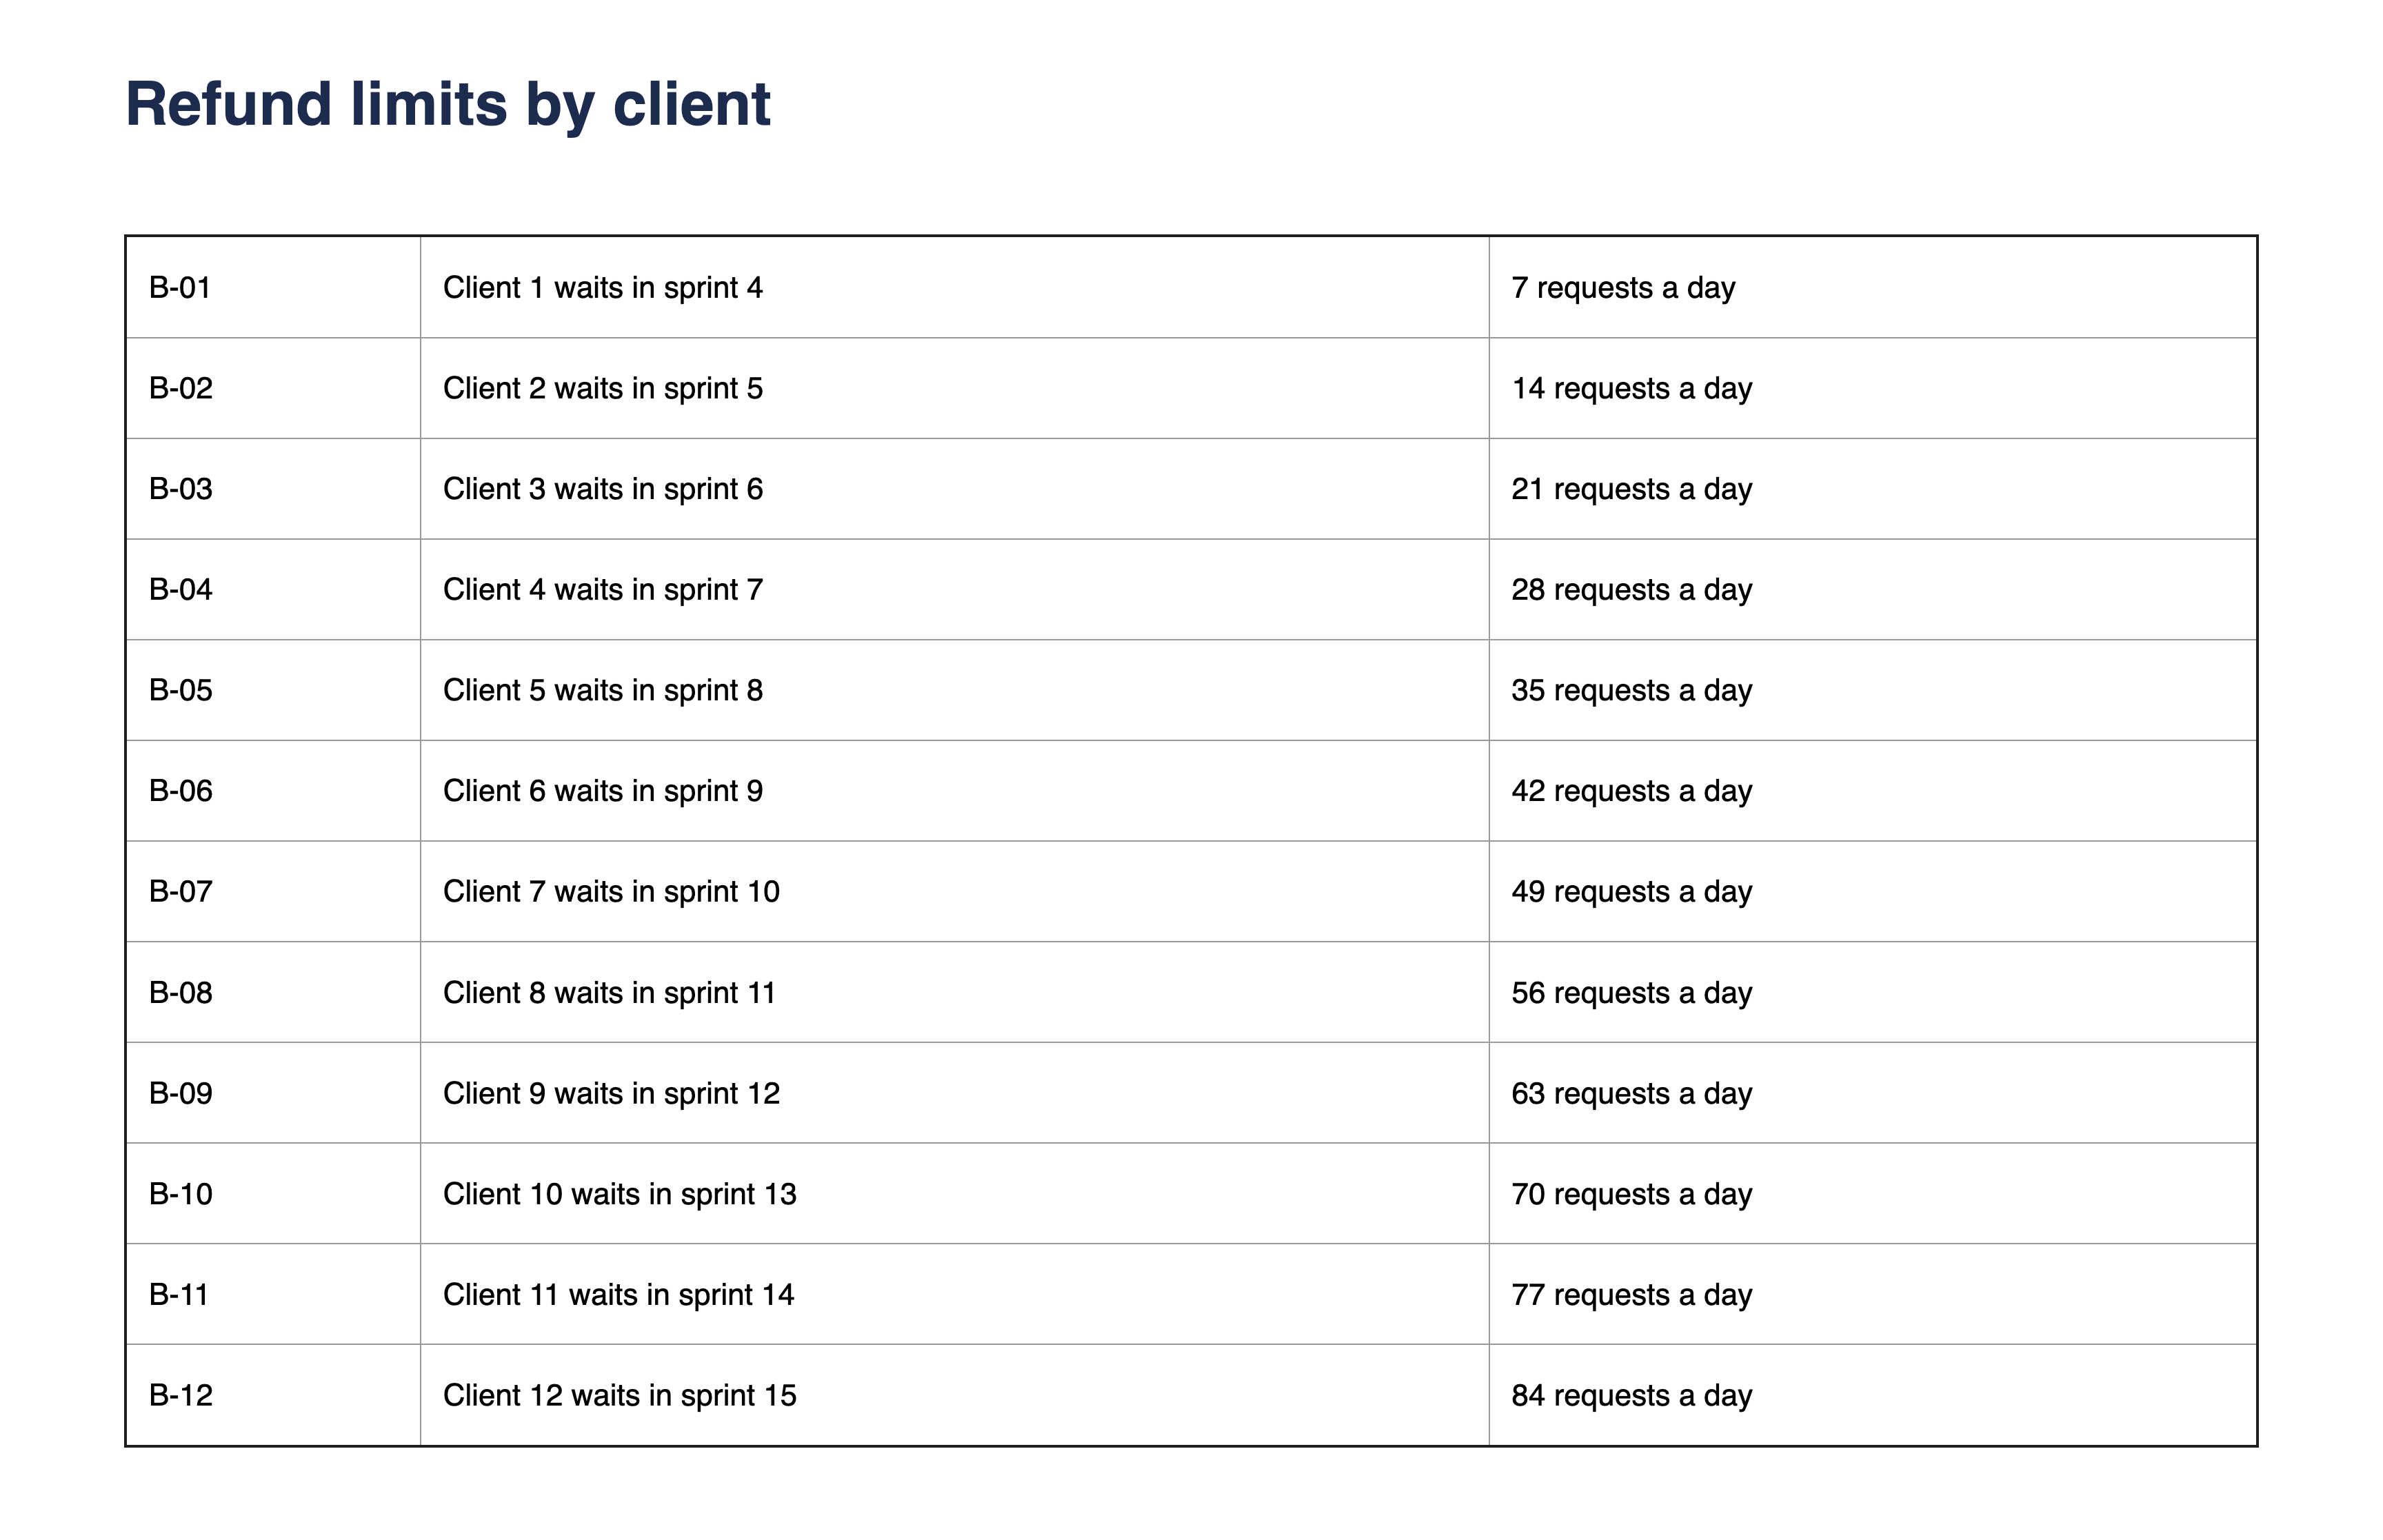 Refund limits by client
B-01 Client 1 waits in sprint 4 7 requests a day
B-02 Client 2 waits in sprint 5 14 requests a day
B-03 Client 3 waits in sprint 6 21 requests a day
B-04 Client 4 waits in sprint 7 28 requests a day
B-05 Client 5 waits in sprint 8 35 requests a day
B-06 Client 6 waits in sprint 9 42 requests a day
B-07 Client 7 waits in sprint 10 49 requests a day
B-08 Client 8 waits in sprint 11 56 requests a day
B-09 Client 9 waits in sprint 12 63 requests a day
B-10 Client 10 waits in sprint 13 70 requests a day
B-11 Client 11 waits in sprint 14 77 requests a day
B-12 Client 12 waits in sprint 15 84 requests a day